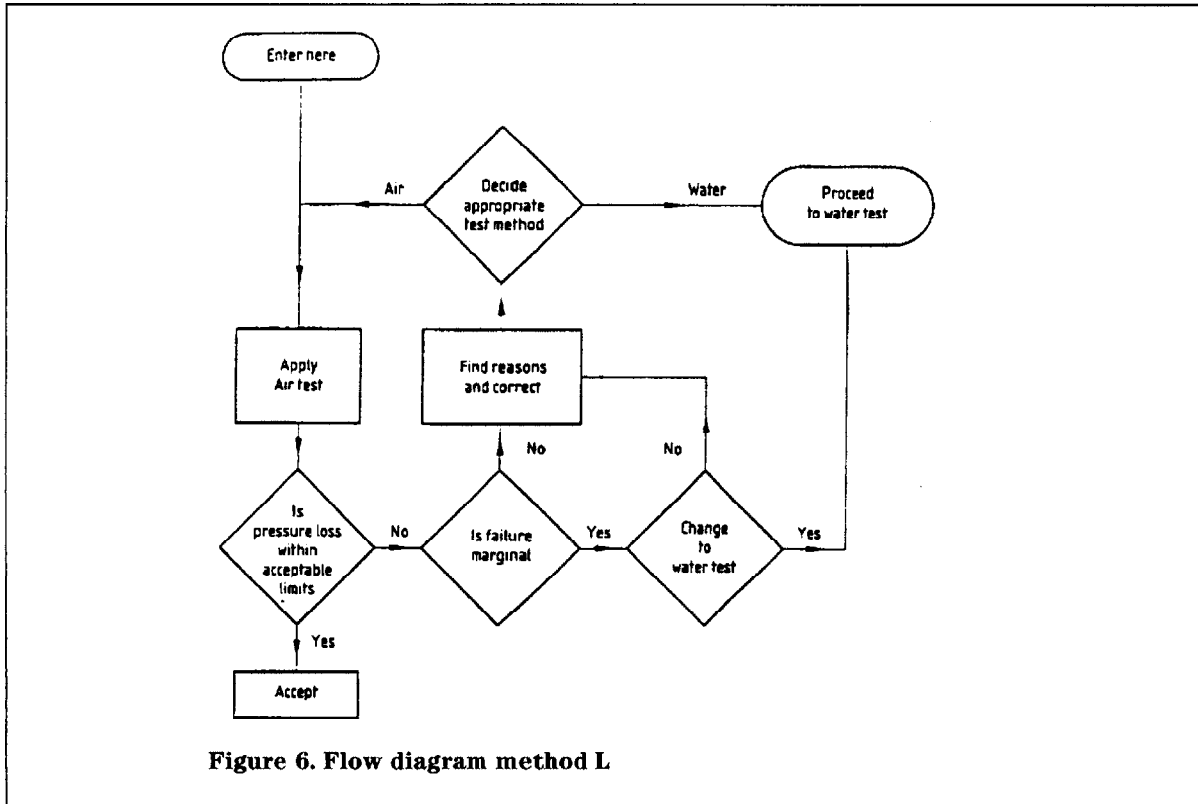 Enter here
Decide
appropriate
test method
Air
Water
Proceed
to water test
Apply
Air test
Find reasons
and correct
No
No
Is
pressure loss
within
acceptable
limits
No
Is failure
marginal
Yes
Change
to
water test
Yes
Yes
Accept
Figure 6. Flow diagram method L